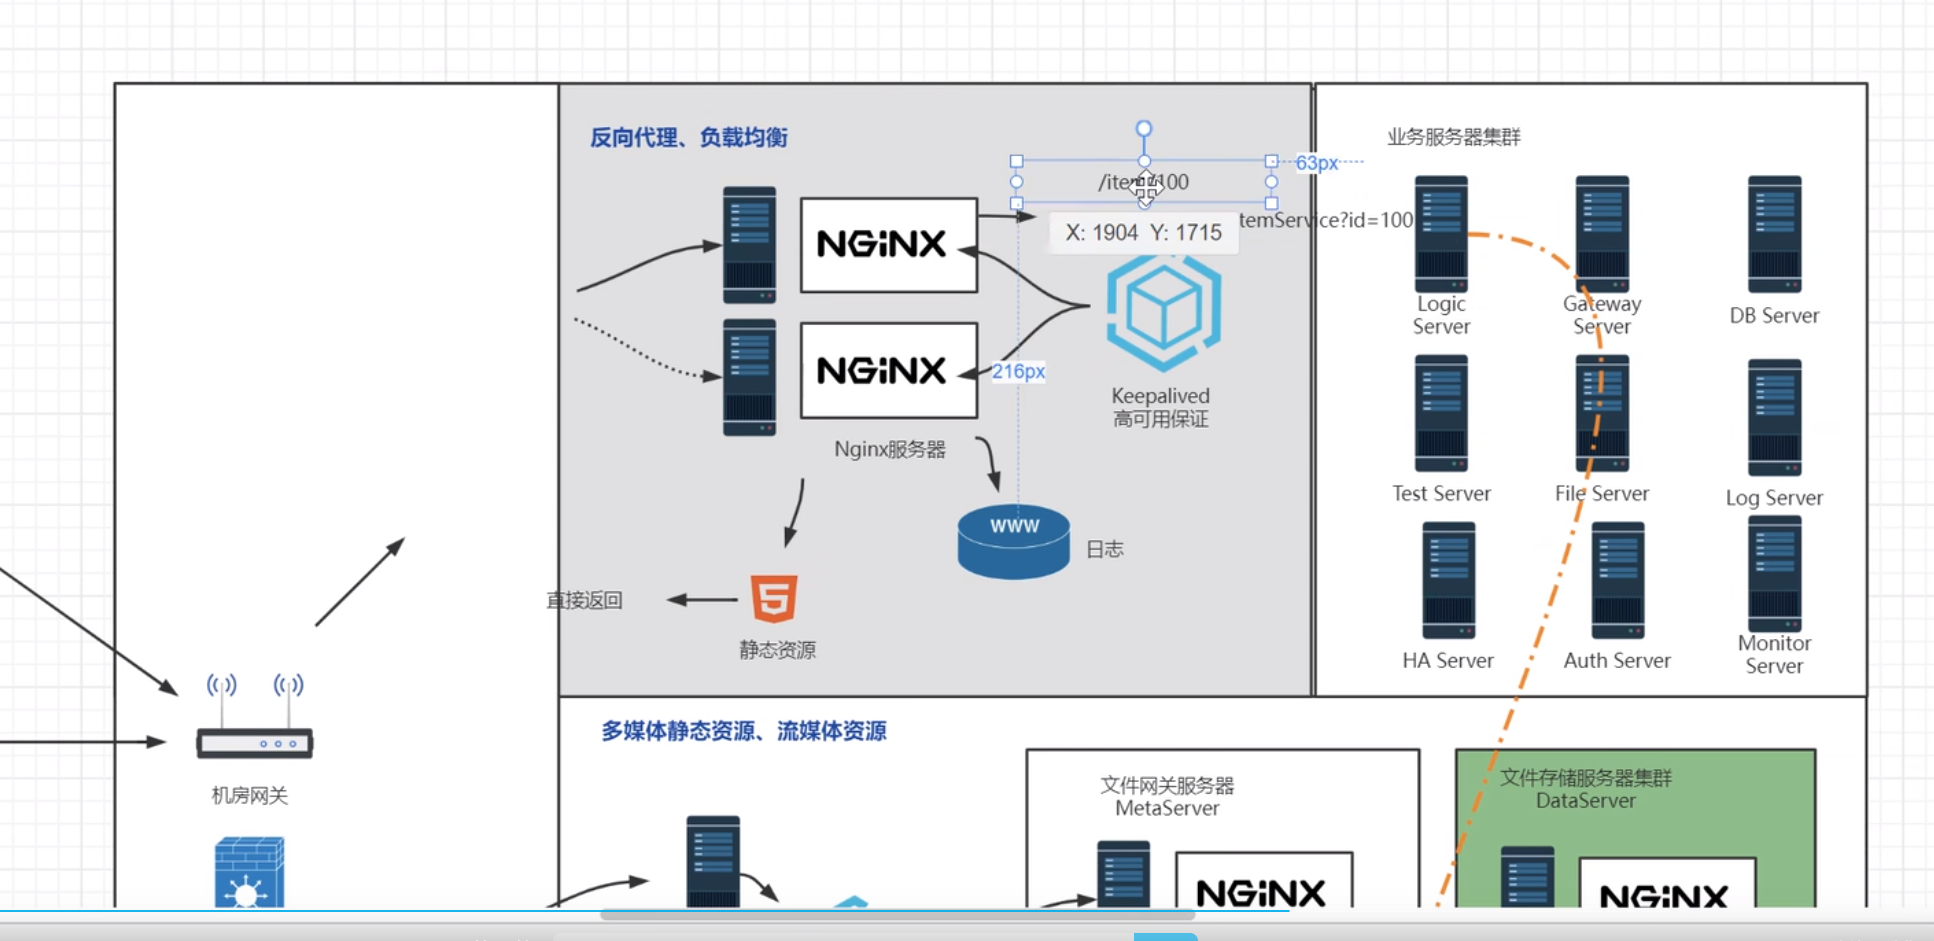 反向代理、负载均衡
业务服务器集群
63px
/item/100
temService?id=100
X: 1904 Y: 1715
NGiNX
NGiNX
216px
Keepalived
高可用保证
Nginx服务器
Logic
Server
Gateway
Server
DB Server
Test Server
File Server
Log Server
www
日志
直接返回
5
静态资源
HA Server
Auth Server
Monitor
Server
多媒体静态资源、流媒体资源
机房网关
文件网关服务器
MetaServer
文件存储服务器集群
DataServer
NGiNX
NGiNX